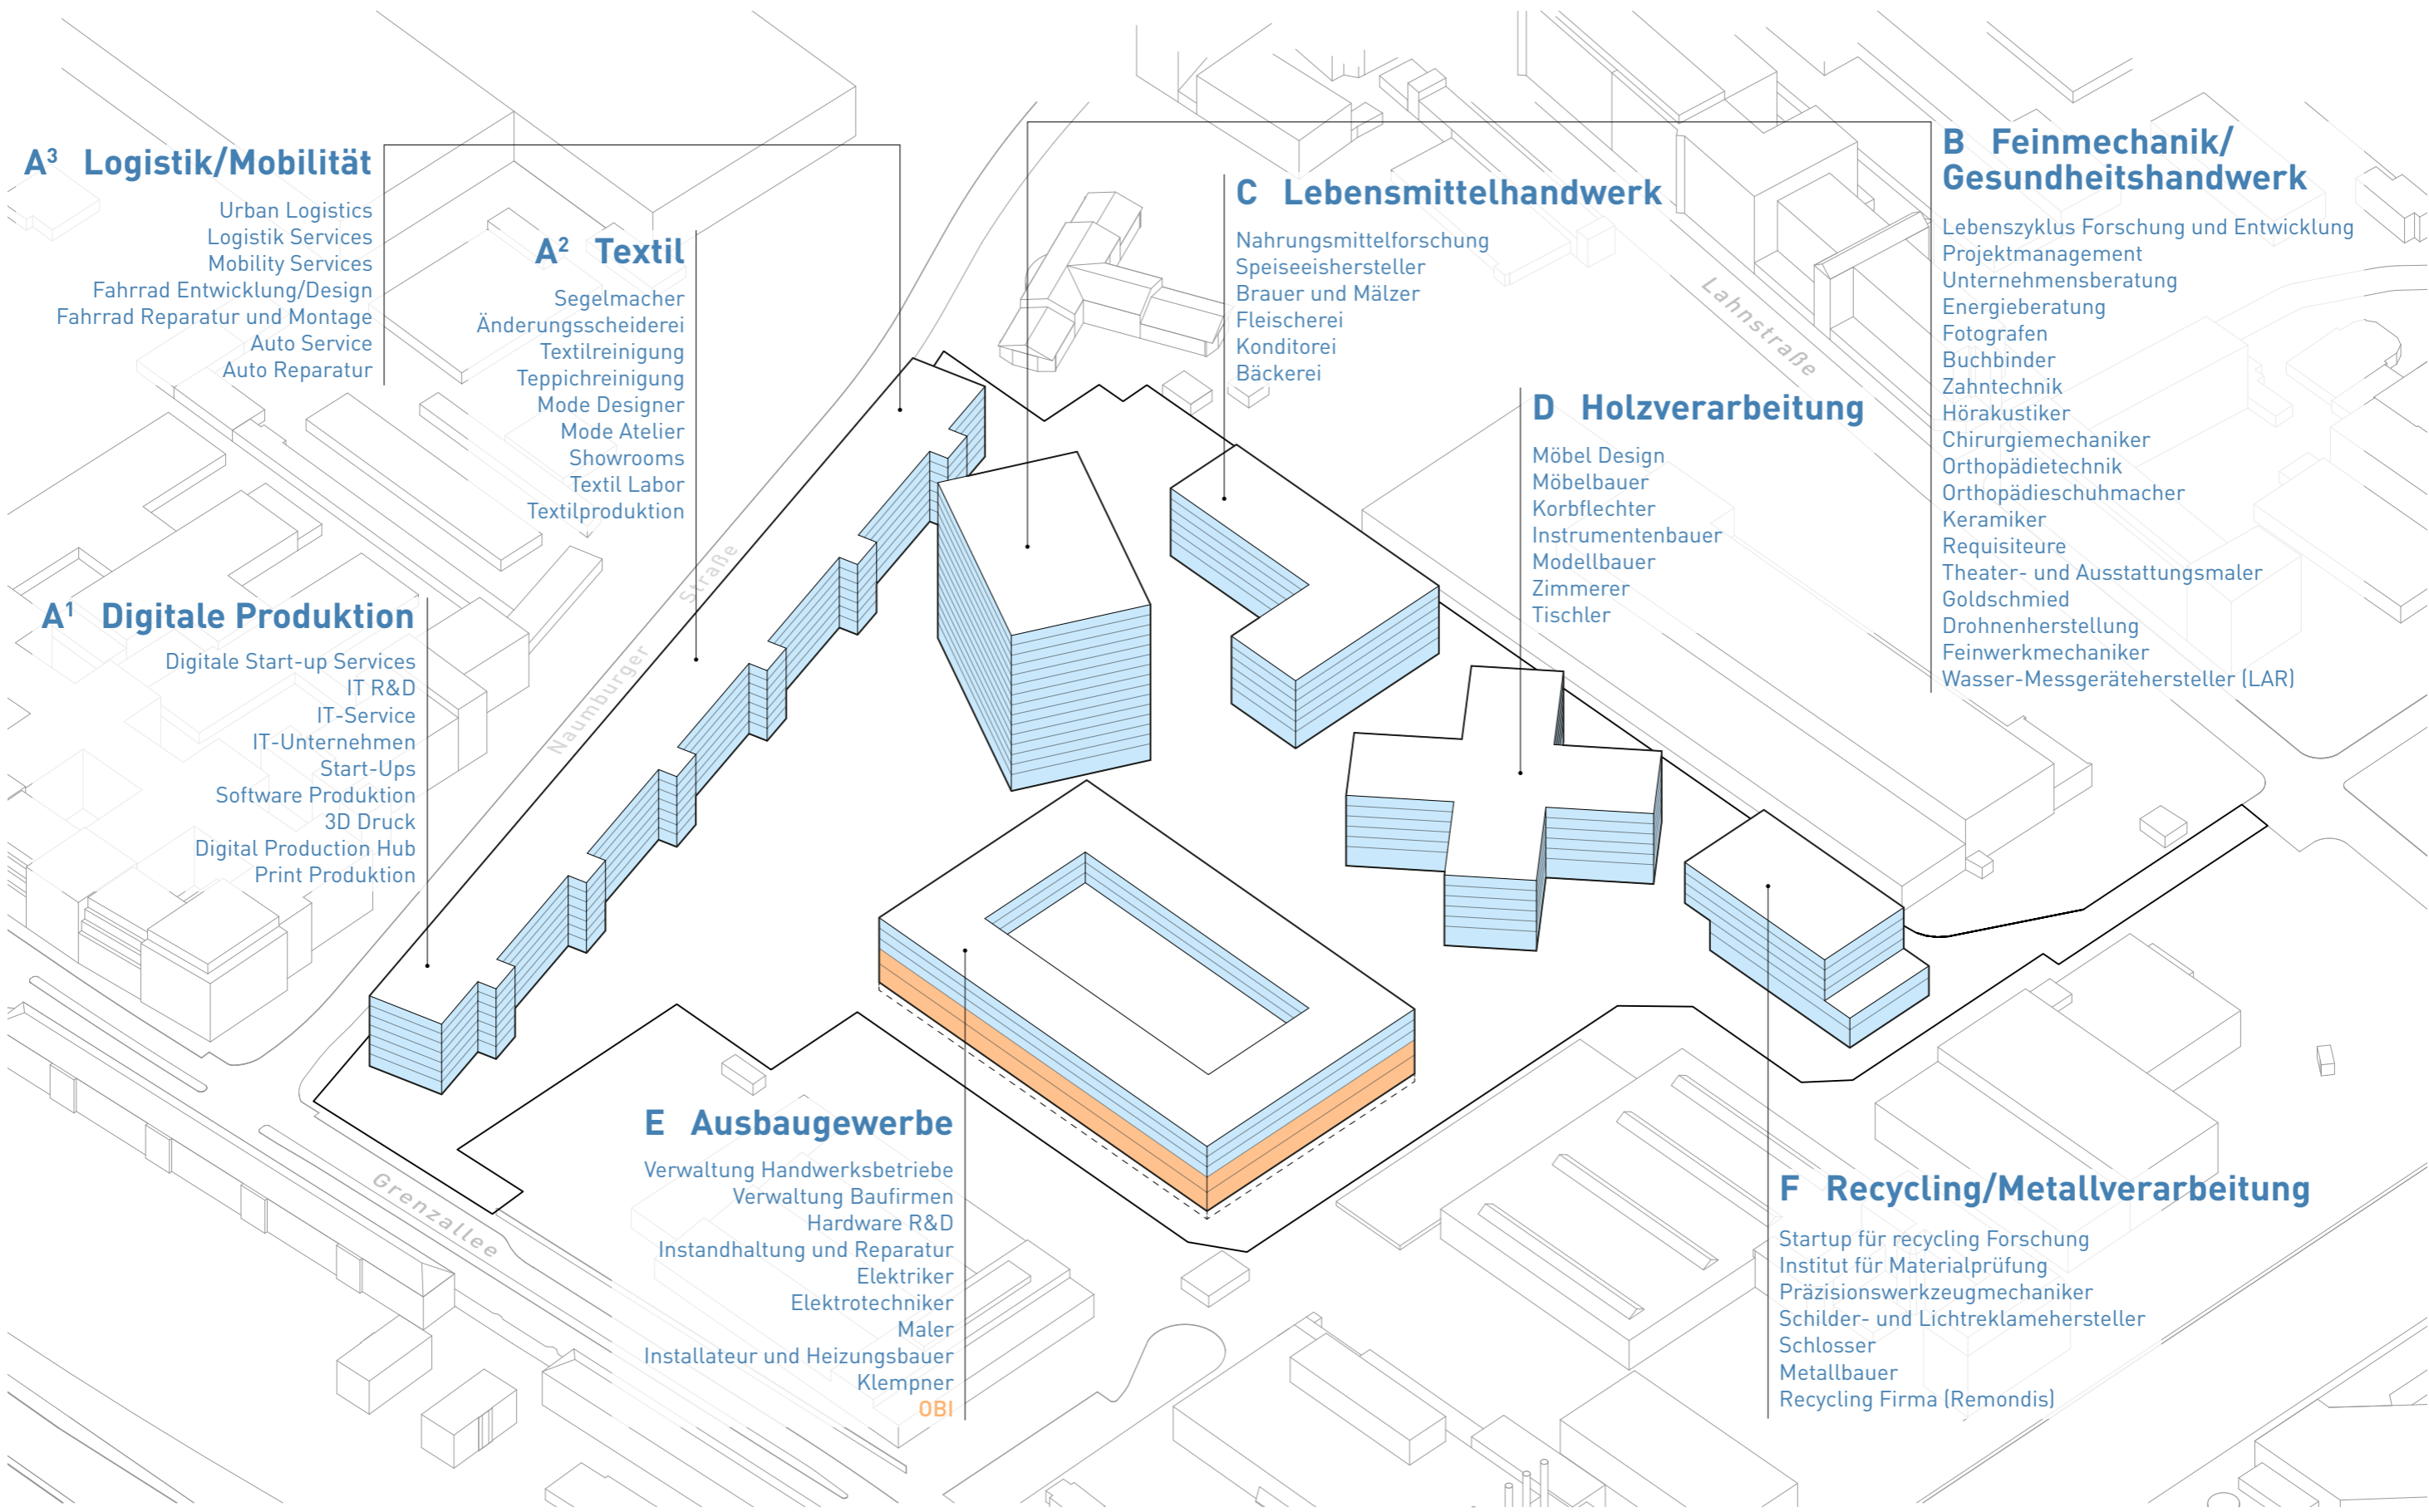 A³ Logistik/Mobilität
Urban Logistics
Logistik Services
Mobility Services
Fahrrad Entwicklung/Design
Fahrrad Reparatur und Montage
Auto Service
Auto Reparatur
A² Textil
Segelmacher
Änderungsscheiderei
Textilreinigung
Teppichreinigung
Mode Designer
Mode Atelier
Showrooms
Textil Labor
Textilproduktion
A¹ Digitale Produktion
Digitale Start-up Services
IT R&D
IT-Service
IT-Unternehmen
Start-Ups
Software Produktion
3D Druck
Digital Production Hub
Print Produktion
C Lebensmittelhandwerk
Nahrungsmittelforschung
Speiseeishersteller
Brauer und Mälzer
Fleischerei
Konditorei
Bäckerei
B Feinmechanik/
Gesundheitshandwerk
Lebenszyklus Forschung und Entwicklung
Projektmanagement
Unternehmensberatung
Energieberatung
Fotografen
Buchbinder
Zahntechnik
Hörakustiker
Chirurgiemechaniker
Orthopädietechnik
Orthopädieschuhmacher
Keramiker
Requisiteure
Theater- und Ausstattungsmaler
Goldschmied
Drohnenherstellung
Feinwerkmechaniker
Wasser-Messgerätehersteller (LAR)
D Holzverarbeitung
Möbel Design
Möbelbauer
Korbflechter
Instrumentenbauer
Modellbauer
Zimmerer
Tischler
Lahnstraße
Naumburger Straße
Grenzallee
E Ausbaugewerbe
Verwaltung Handwerksbetriebe
Verwaltung Baufirmen
Hardware R&D
Instandhaltung und Reparatur
Elektriker
Elektrotechniker
Maler
Installateur und Heizungsbauer
Klempner
OBI
F Recycling/Metallverarbeitung
Startup für recycling Forschung
Institut für Materialprüfung
Präzisionswerkzeugmechaniker
Schilder- und Lichtreklamehersteller
Schlosser
Metallbauer
Recycling Firma (Remondis)